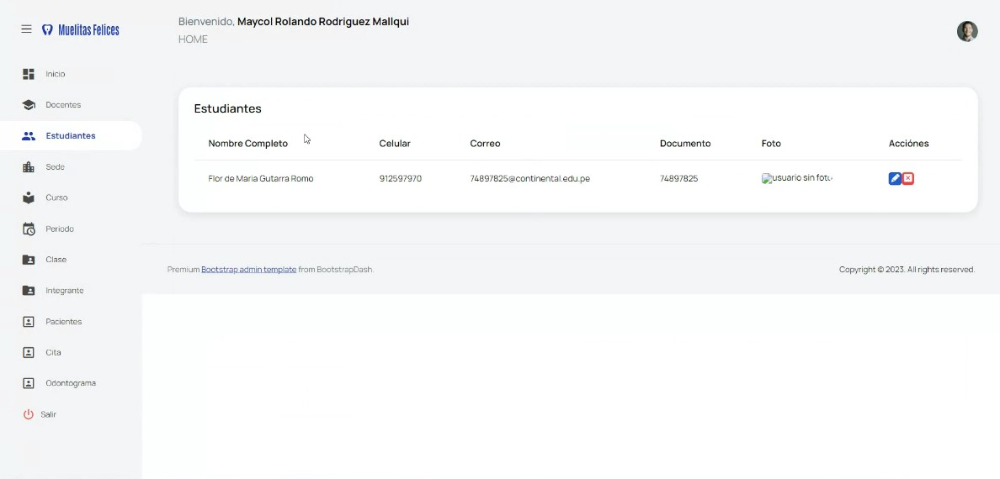 Muelitas Felices
Bienvenido, Maycol Rolando Rodriguez Mallqui
HOME
Inicio
Docentes
Estudiantes
Sede
Curso
Periodo
Clase
Integrante
Pacientes
Cita
Odontograma
Salir
Estudiantes
Nombre Completo Celular Correo Documento Foto Acciónes
Flor de Maria Gutarra Romo 912597970 74897825@continental.edu.pe 74897825 usuario sin foto
Premium Bootstrap admin template from BootstrapDash.
Copyright © 2023. All rights reserved.